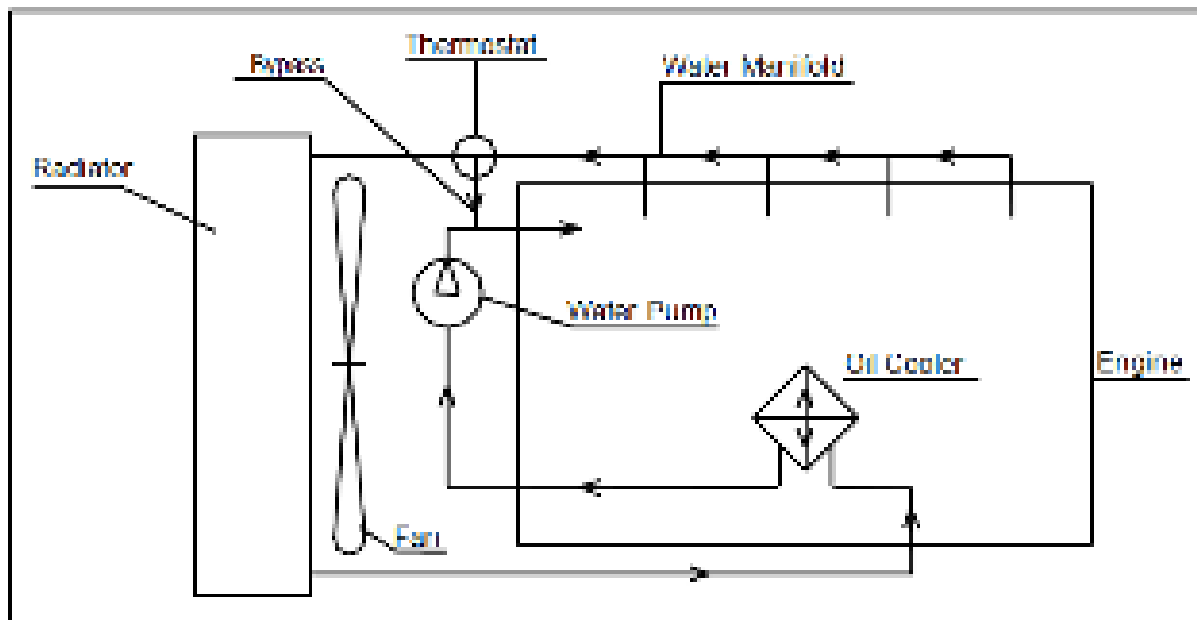 Thermostat
Bypass
Water Manifold
Radiator
Water Pump
Oil Cooler
Engine
Fan